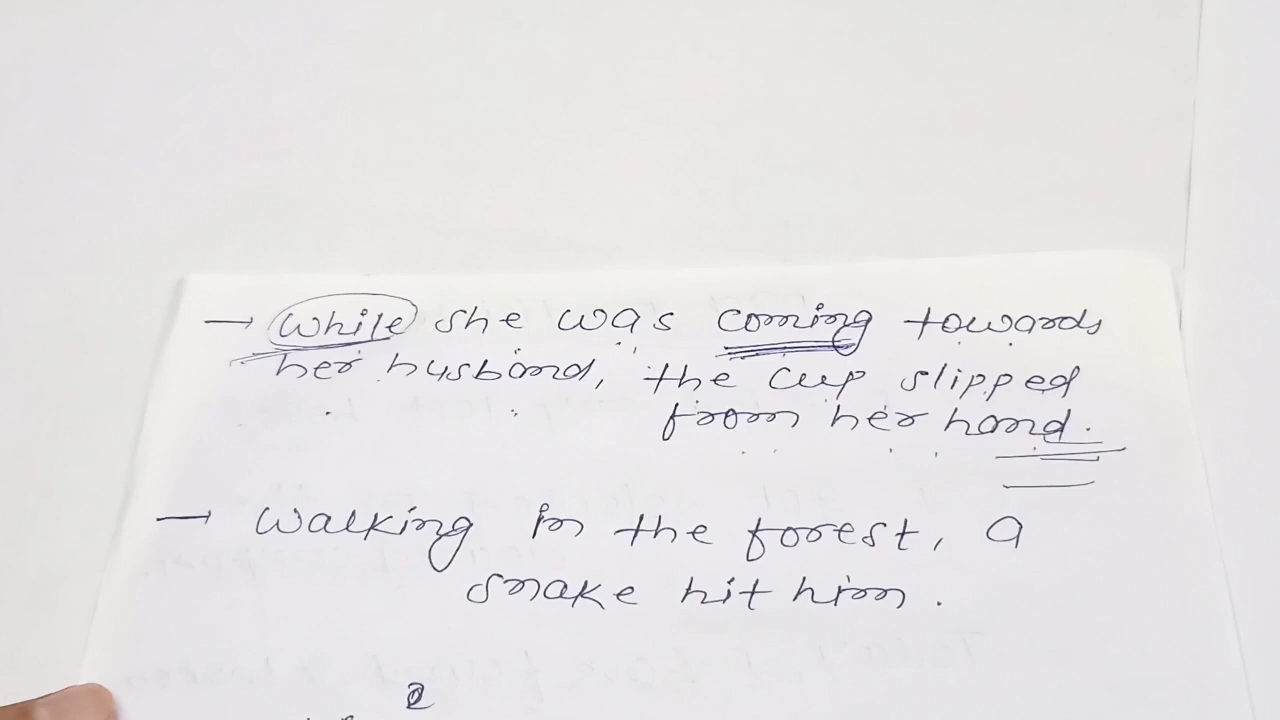 → While she was coming towards
her husband, the cup slipped
from her hand.
→ Walking in the forest, a
snake hit him.